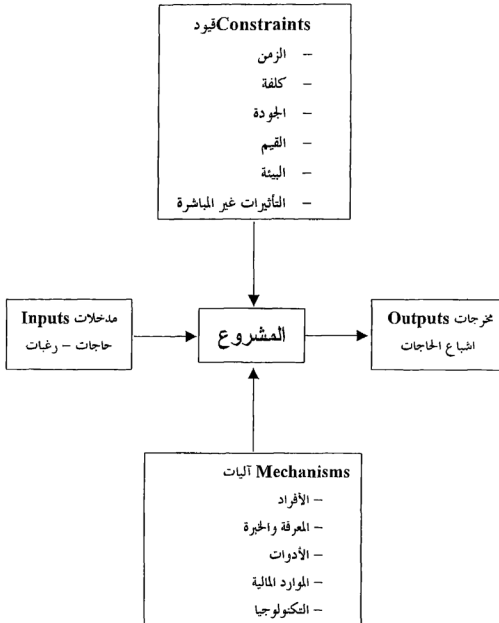 قيود Constraints
– الزمن
– كلفة
– الجودة
– القيم
– البيئة
– التأثيرات غير المباشرة
مخرجات Outputs
اشباع الحاجات
المشروع
مدخلات Inputs
حاجات – رغبات
آليات Mechanisms
– الأفراد
– المعرفة والخبرة
– الأدوات
– الموارد المالية
– التكنولوجيا